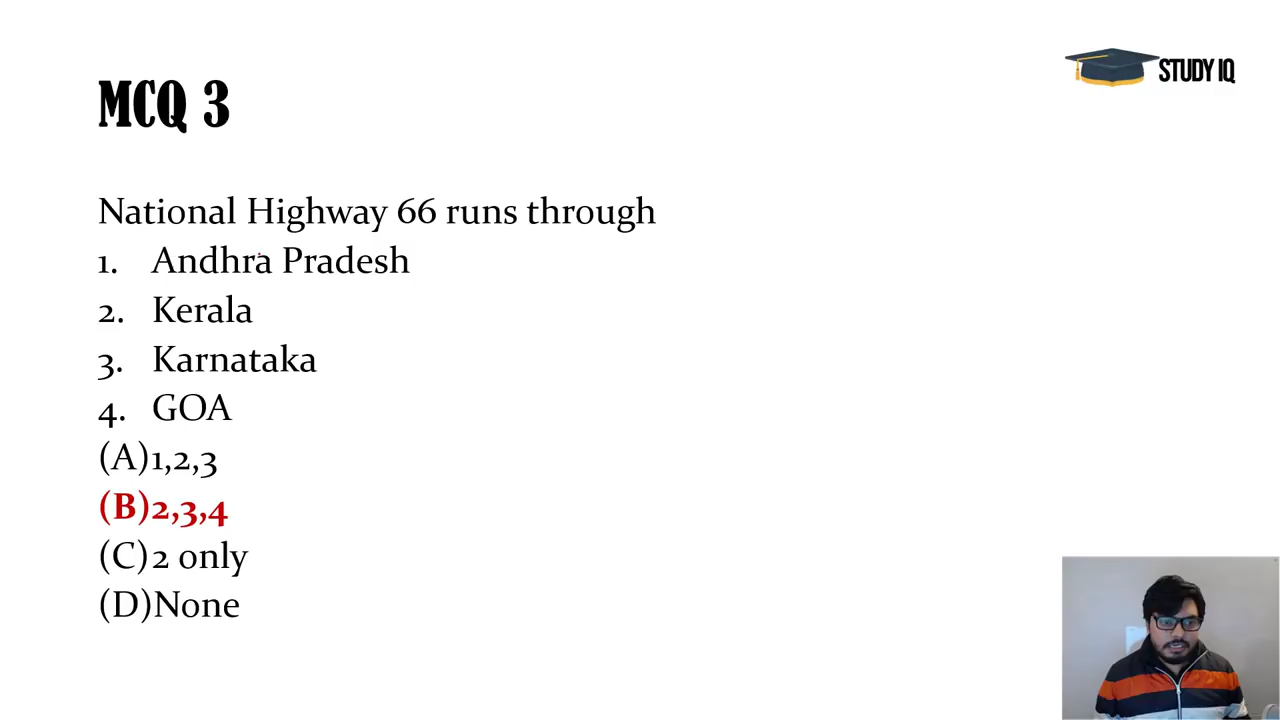 STUDY IQ
MCQ 3
National Highway 66 runs through
1. Andhra Pradesh
2. Kerala
3. Karnataka
4. GOA
(A)1,2,3
(B)2,3,4
(C)2 only
(D)None